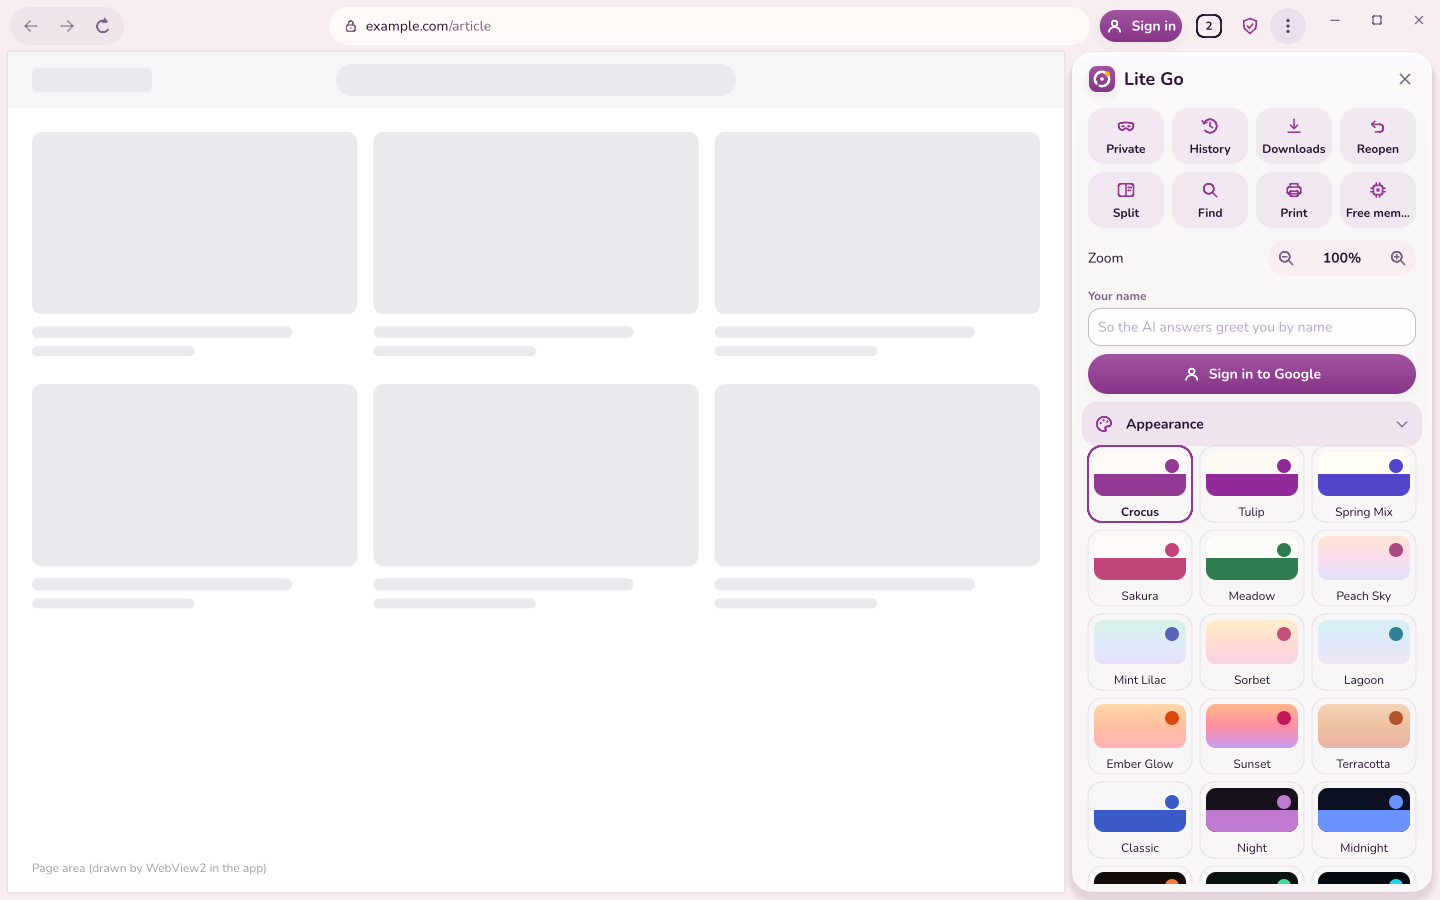 example.com/article
Sign in
2
Lite Go
Private
History
Downloads
Reopen
Split
Find
Print
Free mem...
Zoom
100%
Your name
So the AI answers greet you by name
Sign in to Google
Appearance
Crocus
Tulip
Spring Mix
Sakura
Meadow
Peach Sky
Mint Lilac
Sorbet
Lagoon
Ember Glow
Sunset
Terracotta
Classic
Night
Midnight
Page area (drawn by WebView2 in the app)